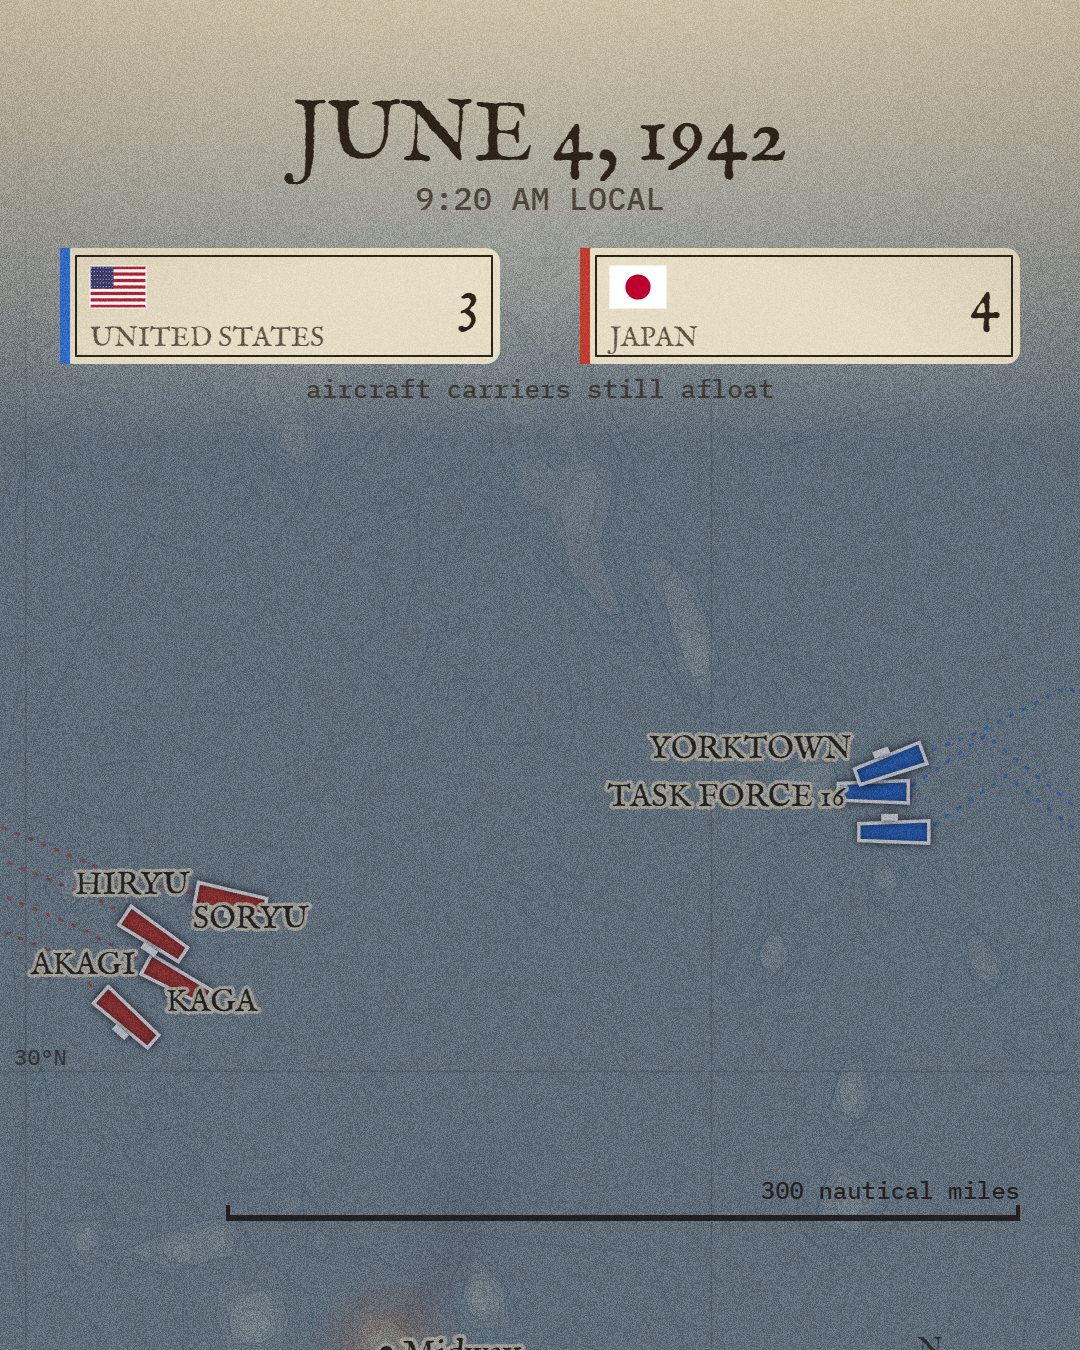 JUNE 4, 1942
9:20 AM LOCAL
UNITED STATES
3
JAPAN
4
aircraft carriers still afloat
YORKTOWN
TASK FORCE 16
HIRYU
SORYU
AKAGI
KAGA
30°N
300 nautical miles
Midway
N